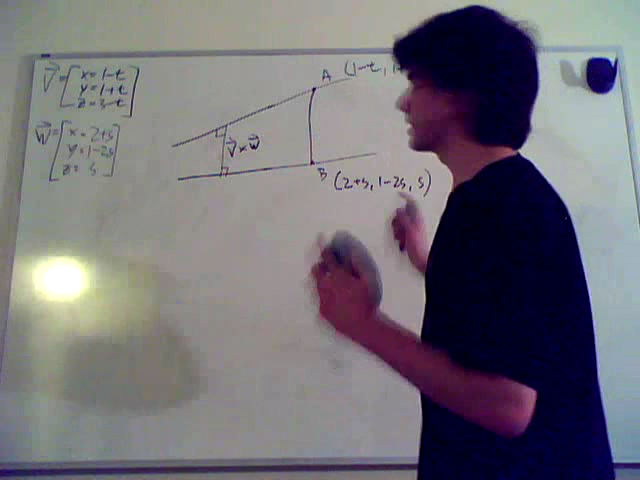 V⃗ = [x = 1-t
y = 1+t
z = 3-t]
W⃗ = [x = 2+s
y = 1-2s
z = s]
A (1-t, 1
V⃗ × W⃗
B (2+s, 1-2s, s)